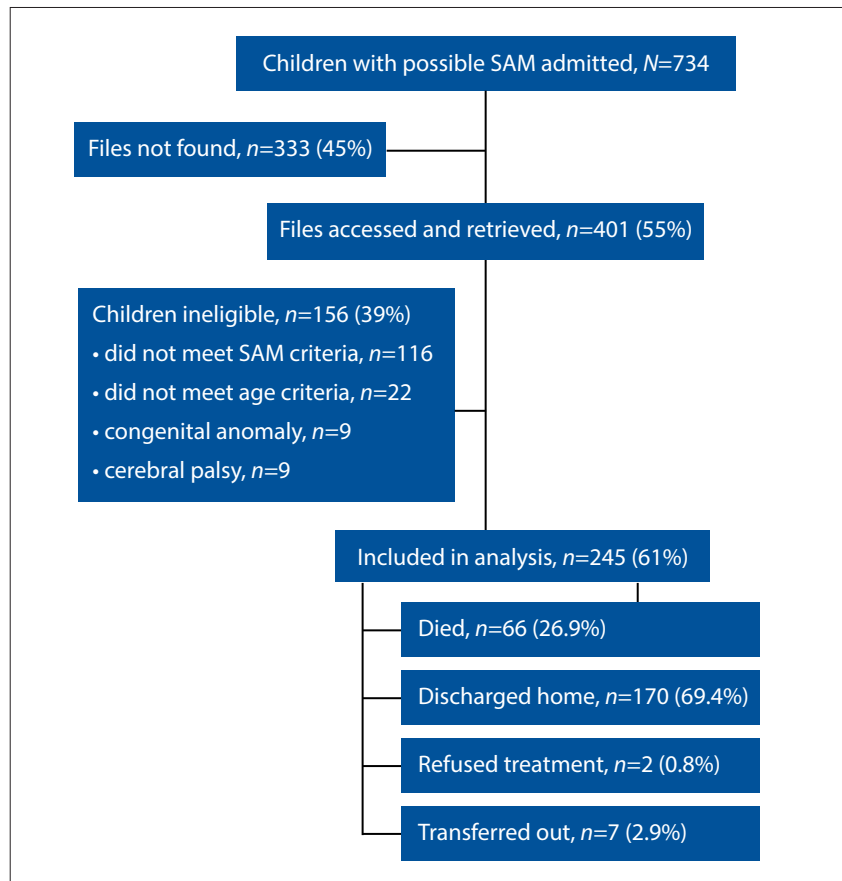 Children with possible SAM admitted, N=734
Files not found, n=333 (45%)
Files accessed and retrieved, n=401 (55%)
Children ineligible, n=156 (39%)
• did not meet SAM criteria, n=116
• did not meet age criteria, n=22
• congenital anomaly, n=9
• cerebral palsy, n=9
Included in analysis, n=245 (61%)
Died, n=66 (26.9%)
Discharged home, n=170 (69.4%)
Refused treatment, n=2 (0.8%)
Transferred out, n=7 (2.9%)